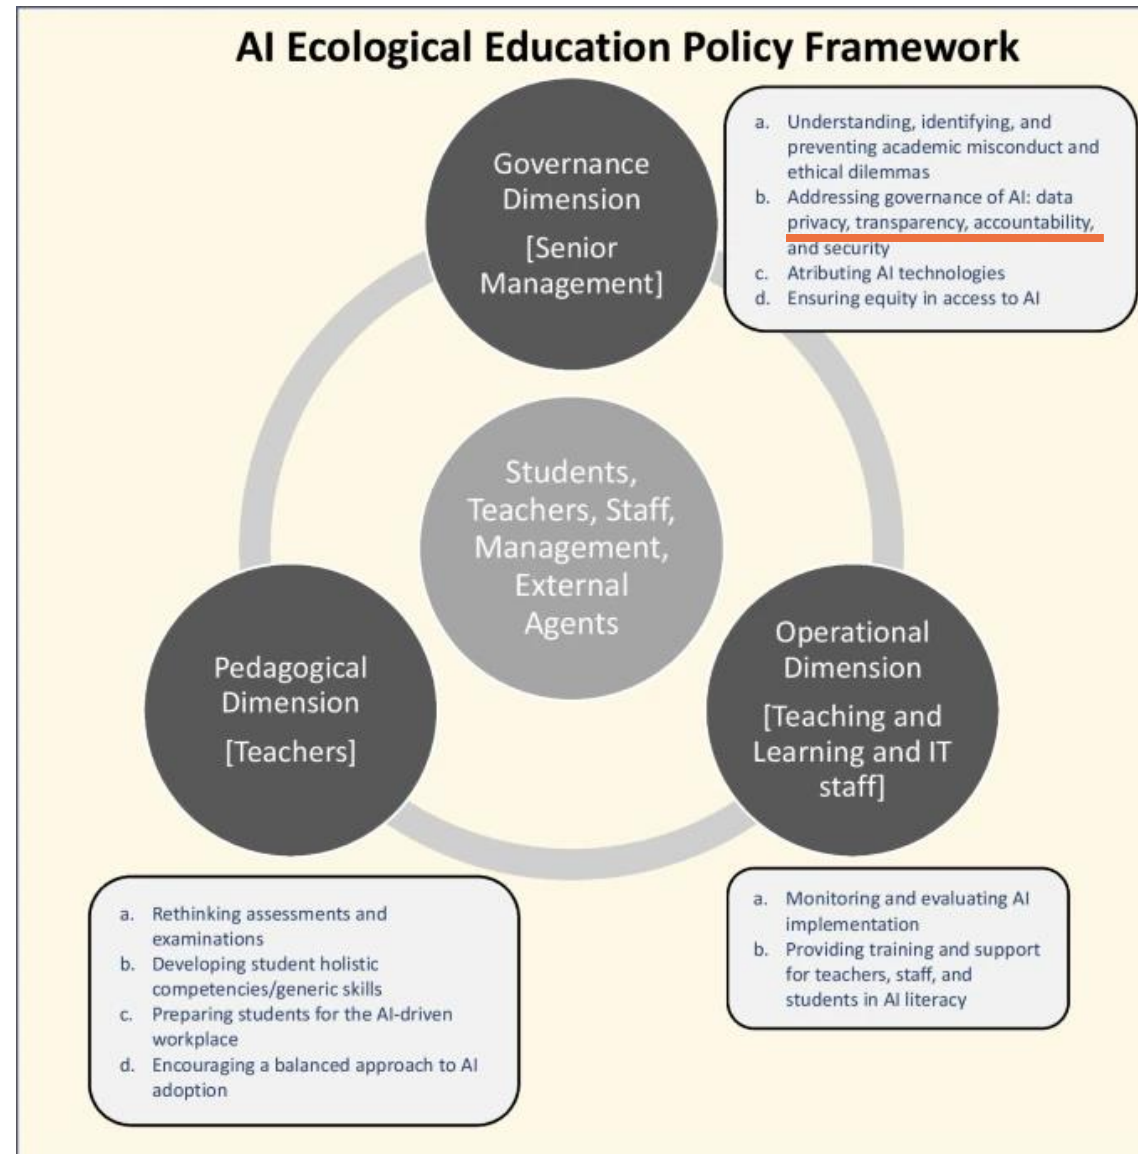 AI Ecological Education Policy Framework
Governance
Dimension
[Senior
Management]
a. Understanding, identifying, and
preventing academic misconduct and
ethical dilemmas
b. Addressing governance of AI: data
privacy, transparency, accountability,
and security
c. Atributing AI technologies
d. Ensuring equity in access to AI
Students,
Teachers, Staff,
Management,
External
Agents
Pedagogical
Dimension
[Teachers]
Operational
Dimension
[Teaching and
Learning and IT
staff]
a. Rethinking assessments and
examinations
b. Developing student holistic
competencies/generic skills
c. Preparing students for the AI-driven
workplace
d. Encouraging a balanced approach to AI
adoption
a. Monitoring and evaluating AI
implementation
b. Providing training and support
for teachers, staff, and
students in AI literacy